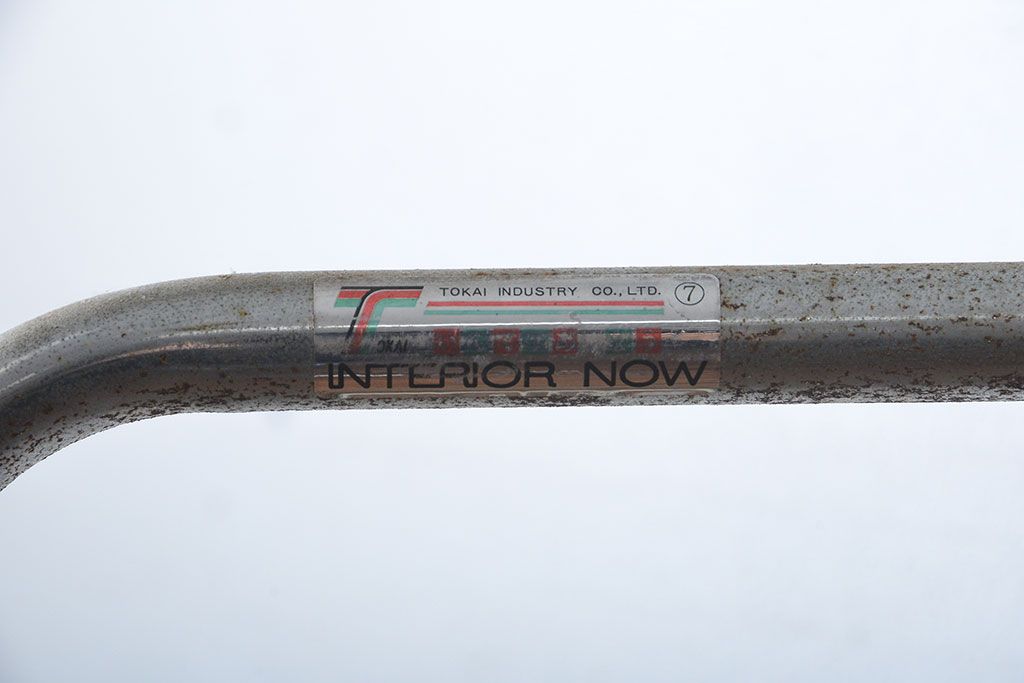 TOKAI INDUSTRY CO., LTD. ⑦
INTERIOR NOW